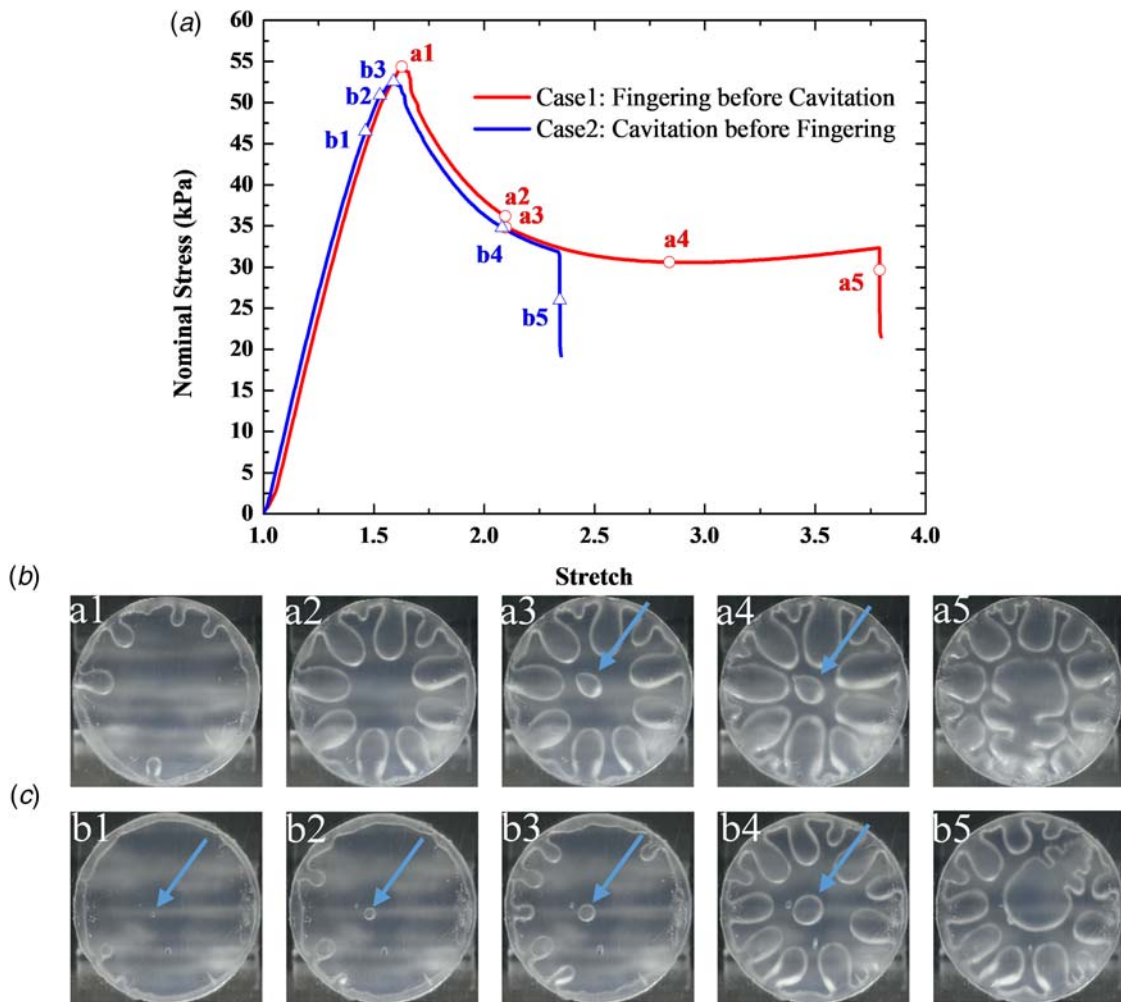 (a)
60
55
50
45
40
35
30
25
20
15
10
5
0
Nominal Stress (kPa)
a1
b3
b2
b1
Case1: Fingering before Cavitation
Case2: Cavitation before Fingering
a2
a3
b4
a4
a5
b5
1.0 1.5 2.0 2.5 3.0 3.5 4.0
Stretch
(b)
a1 a2 a3 a4 a5
(c)
b1 b2 b3 b4 b5